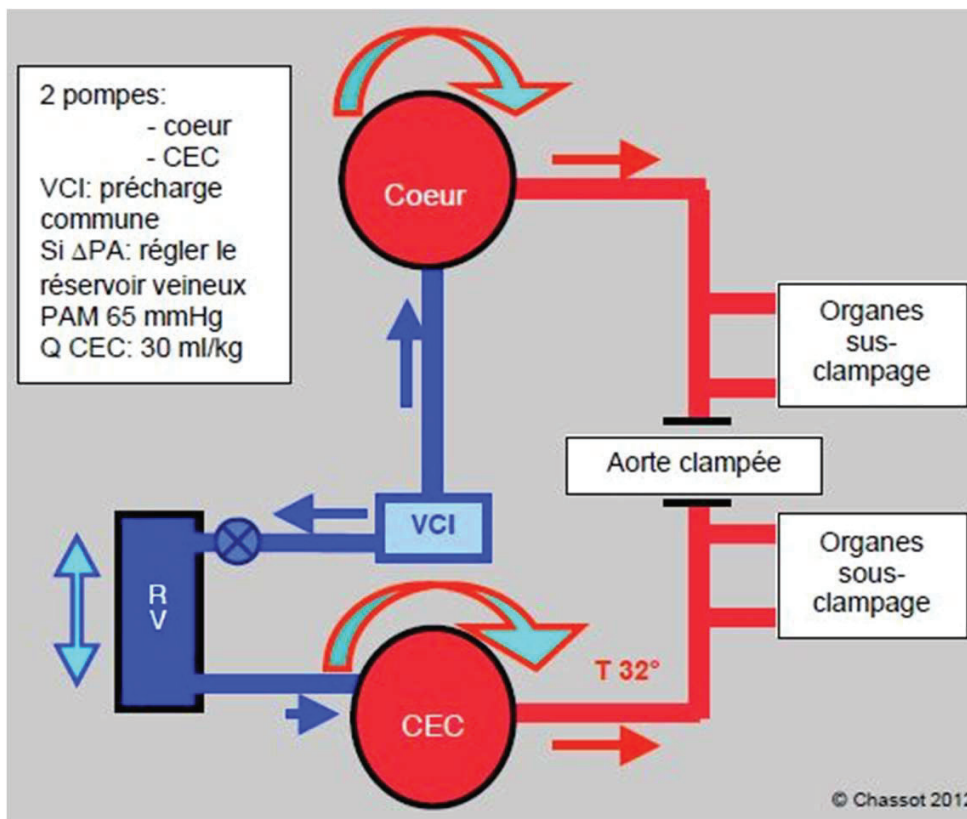 2 pompes:
- coeur
- CEC
VCI: précharge
commune
Si ΔPA: régler le
réservoir veineux
PAM 65 mmHg
Q CEC: 30 ml/kg
Coeur
Organes
sus-
clampage
Aorte clampée
VCI
R
V
Organes
sous-
clampage
T 32°
CEC
© Chassot 2012